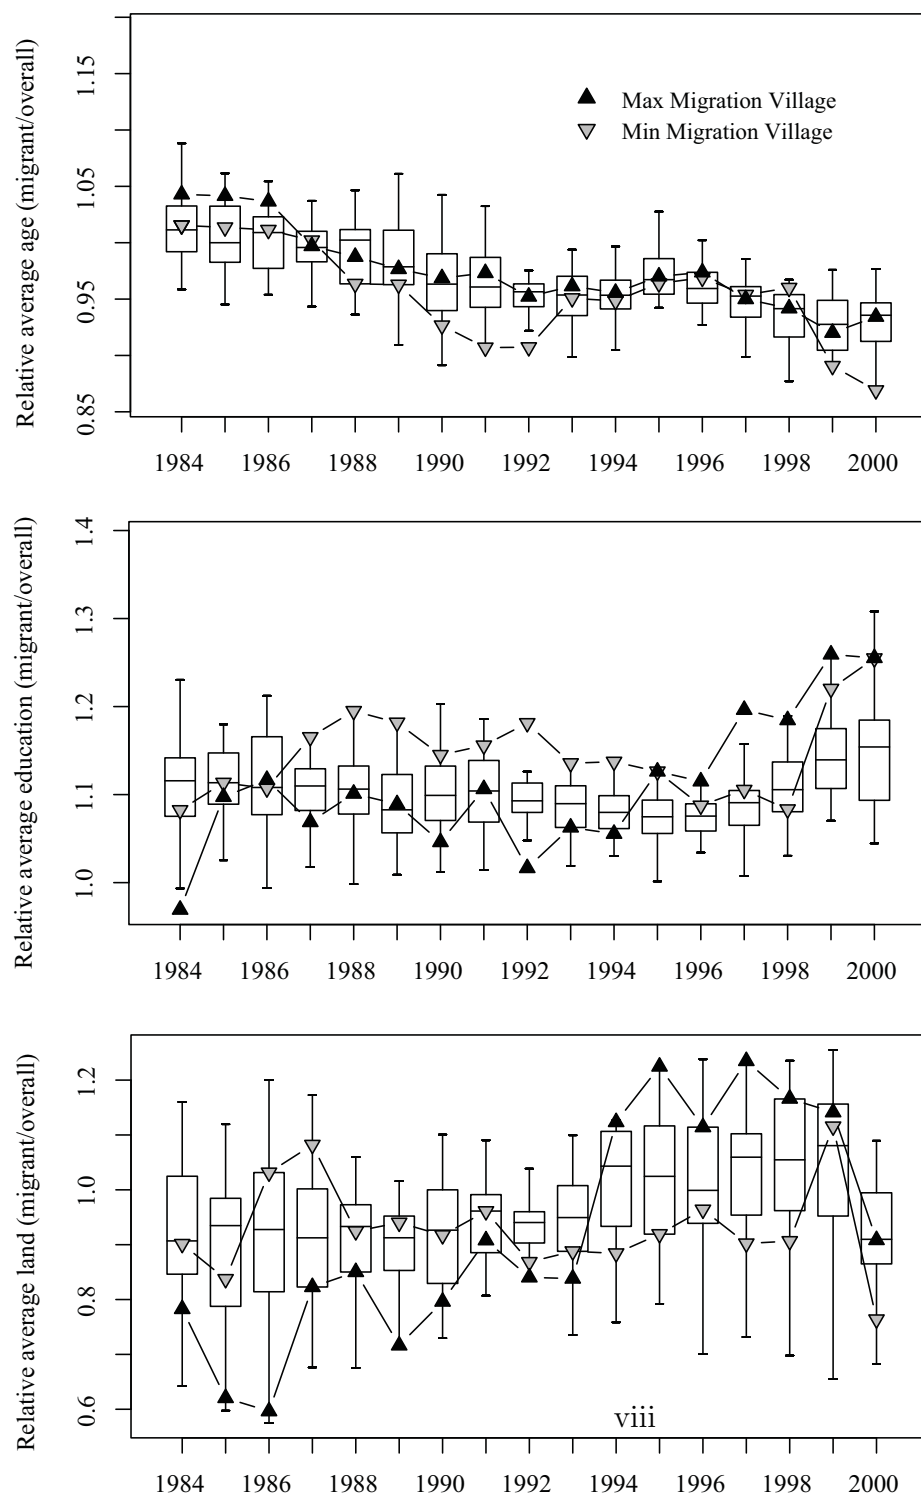 Relative average age (migrant/overall)
1.15
1.05
0.95
0.85
Max Migration Village
Min Migration Village
1984 1986 1988 1990 1992 1994 1996 1998 2000
Relative average education (migrant/overall)
1.4
1.3
1.2
1.1
1.0
1984 1986 1988 1990 1992 1994 1996 1998 2000
Relative average land (migrant/overall)
1.2
1.0
0.8
0.6
viii
1984 1986 1988 1990 1992 1994 1996 1998 2000